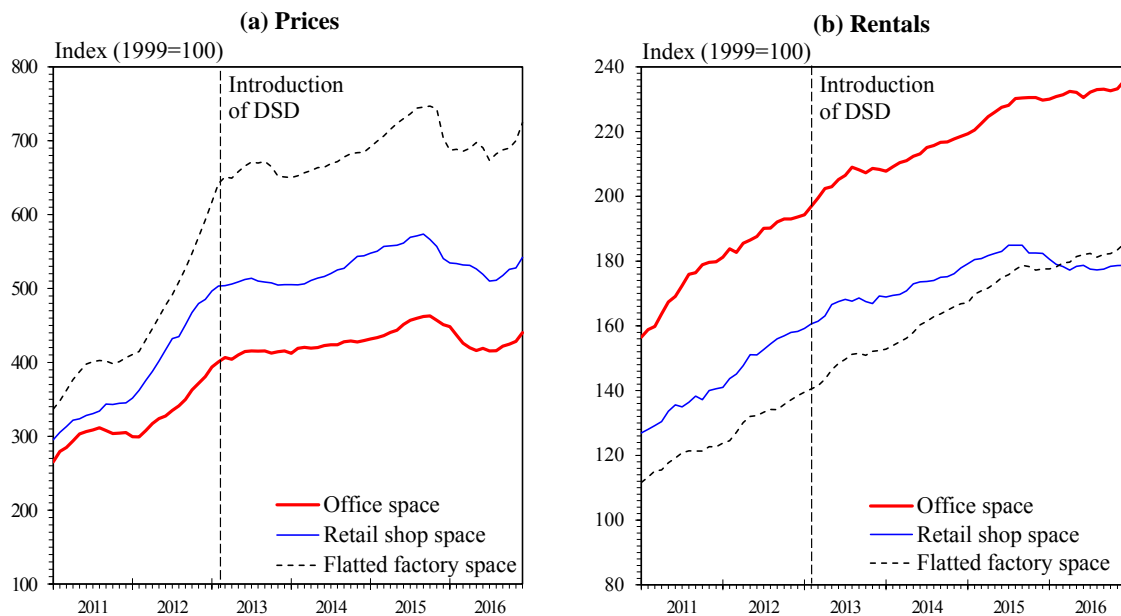 (a) Prices
Index (1999=100)
800
700
600
500
400
300
200
100
Introduction
of DSD
Office space
Retail shop space
Flatted factory space
2011 2012 2013 2014 2015 2016
(b) Rentals
Index (1999=100)
240
220
200
180
160
140
120
100
80
Introduction
of DSD
Office space
Retail shop space
Flatted factory space
2011 2012 2013 2014 2015 2016